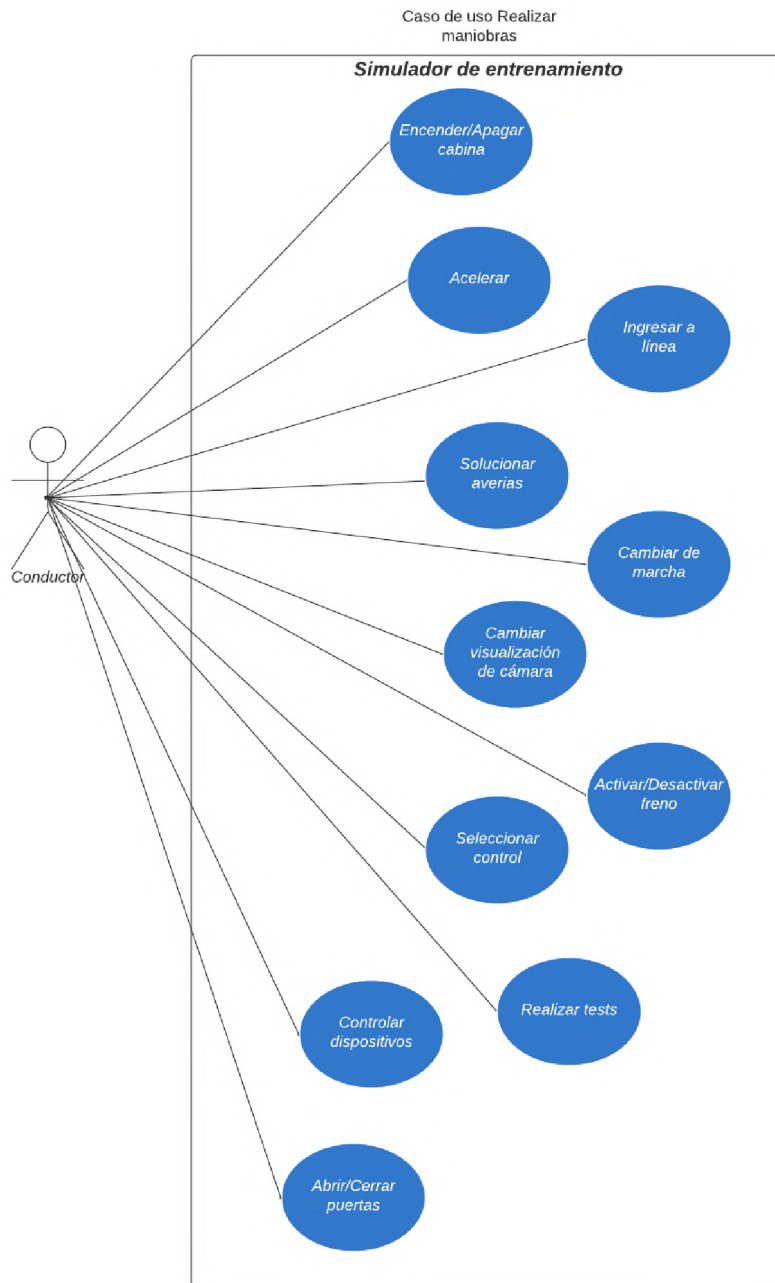 Caso de uso Realizar
maniobras
Simulador de entrenamiento
Encender/Apagar
cabina
Acelerar
Ingresar a
línea
Solucionar
averias
Cambiar de
marcha
Conductor
Cambiar
visualización
de cámara
Activar/Desactivar
freno
Seleccionar
control
Realizar tests
Controlar
dispositivos
Abrir/Cerrar
puertas